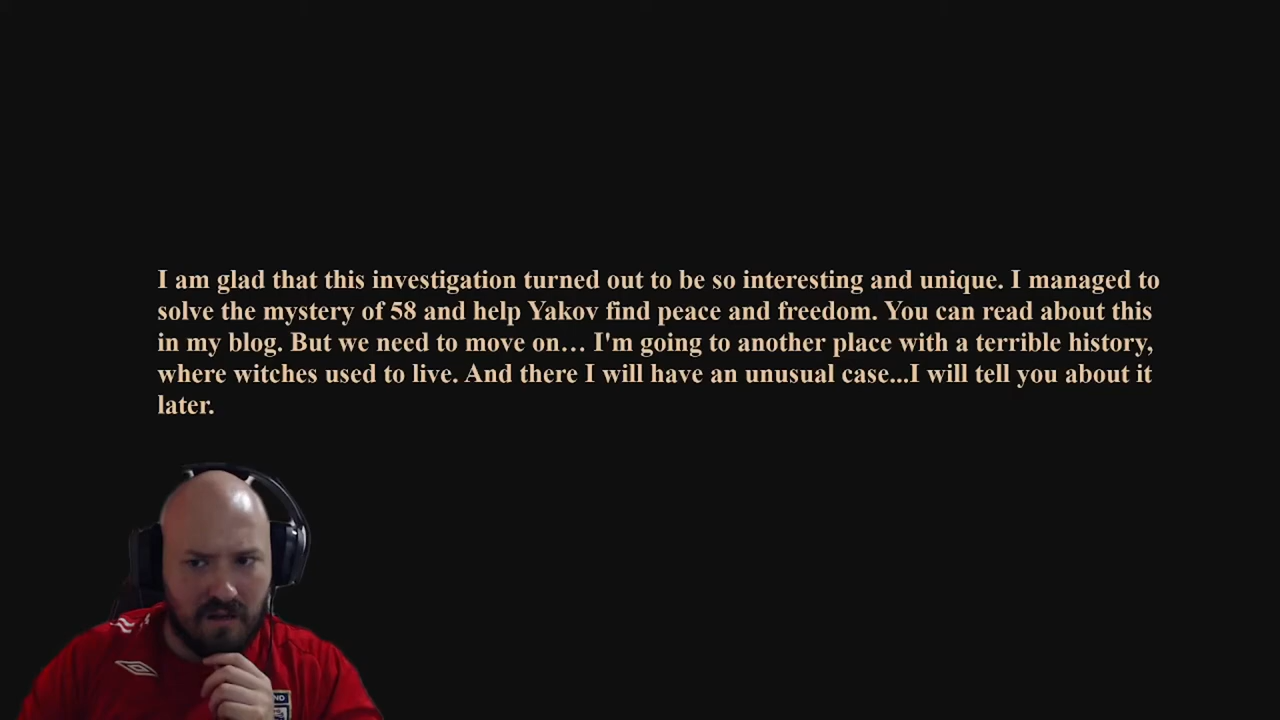 I am glad that this investigation turned out to be so interesting and unique. I managed to
solve the mystery of 58 and help Yakov find peace and freedom. You can read about this
in my blog. But we need to move on… I'm going to another place with a terrible history,
where witches used to live. And there I will have an unusual case...I will tell you about it
later.
ND